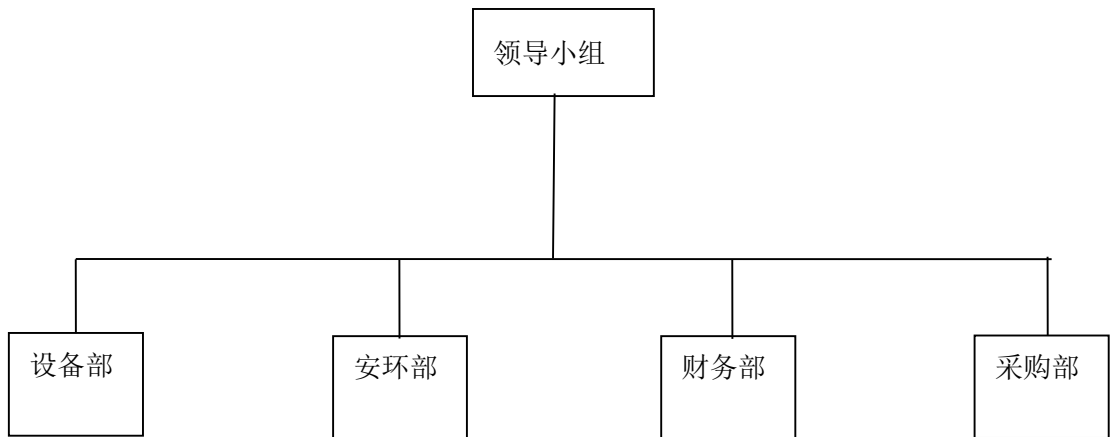 领导小组
设备部
安环部
财务部
采购部